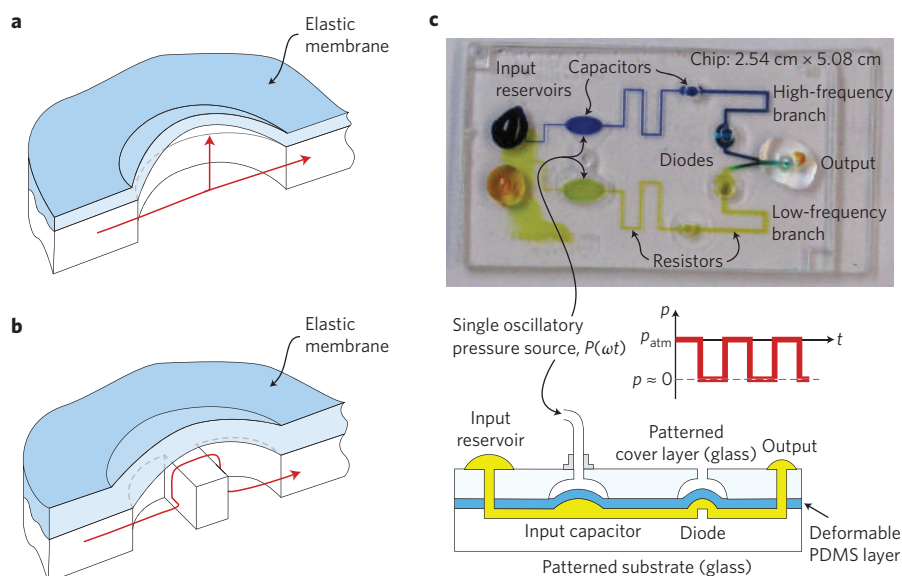 a
Elastic
membrane
b
Elastic
membrane
c
Chip: 2.54 cm × 5.08 cm
Input
reservoirs
Capacitors
High-frequency
branch
Diodes
Output
Low-frequency
branch
Resistors
Single oscillatory
pressure source, P(ωt)
p
p_atm
t
p ≈ 0
Input
reservoir
Patterned
cover layer (glass)
Output
Input capacitor
Diode
Deformable
PDMS layer
Patterned substrate (glass)